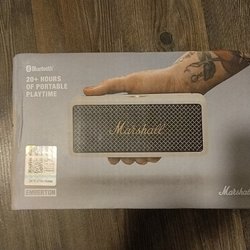 Bluetooth
20+ HOURS
OF PORTABLE
PLAYTIME
Marshall
EMBERTON
Marshall